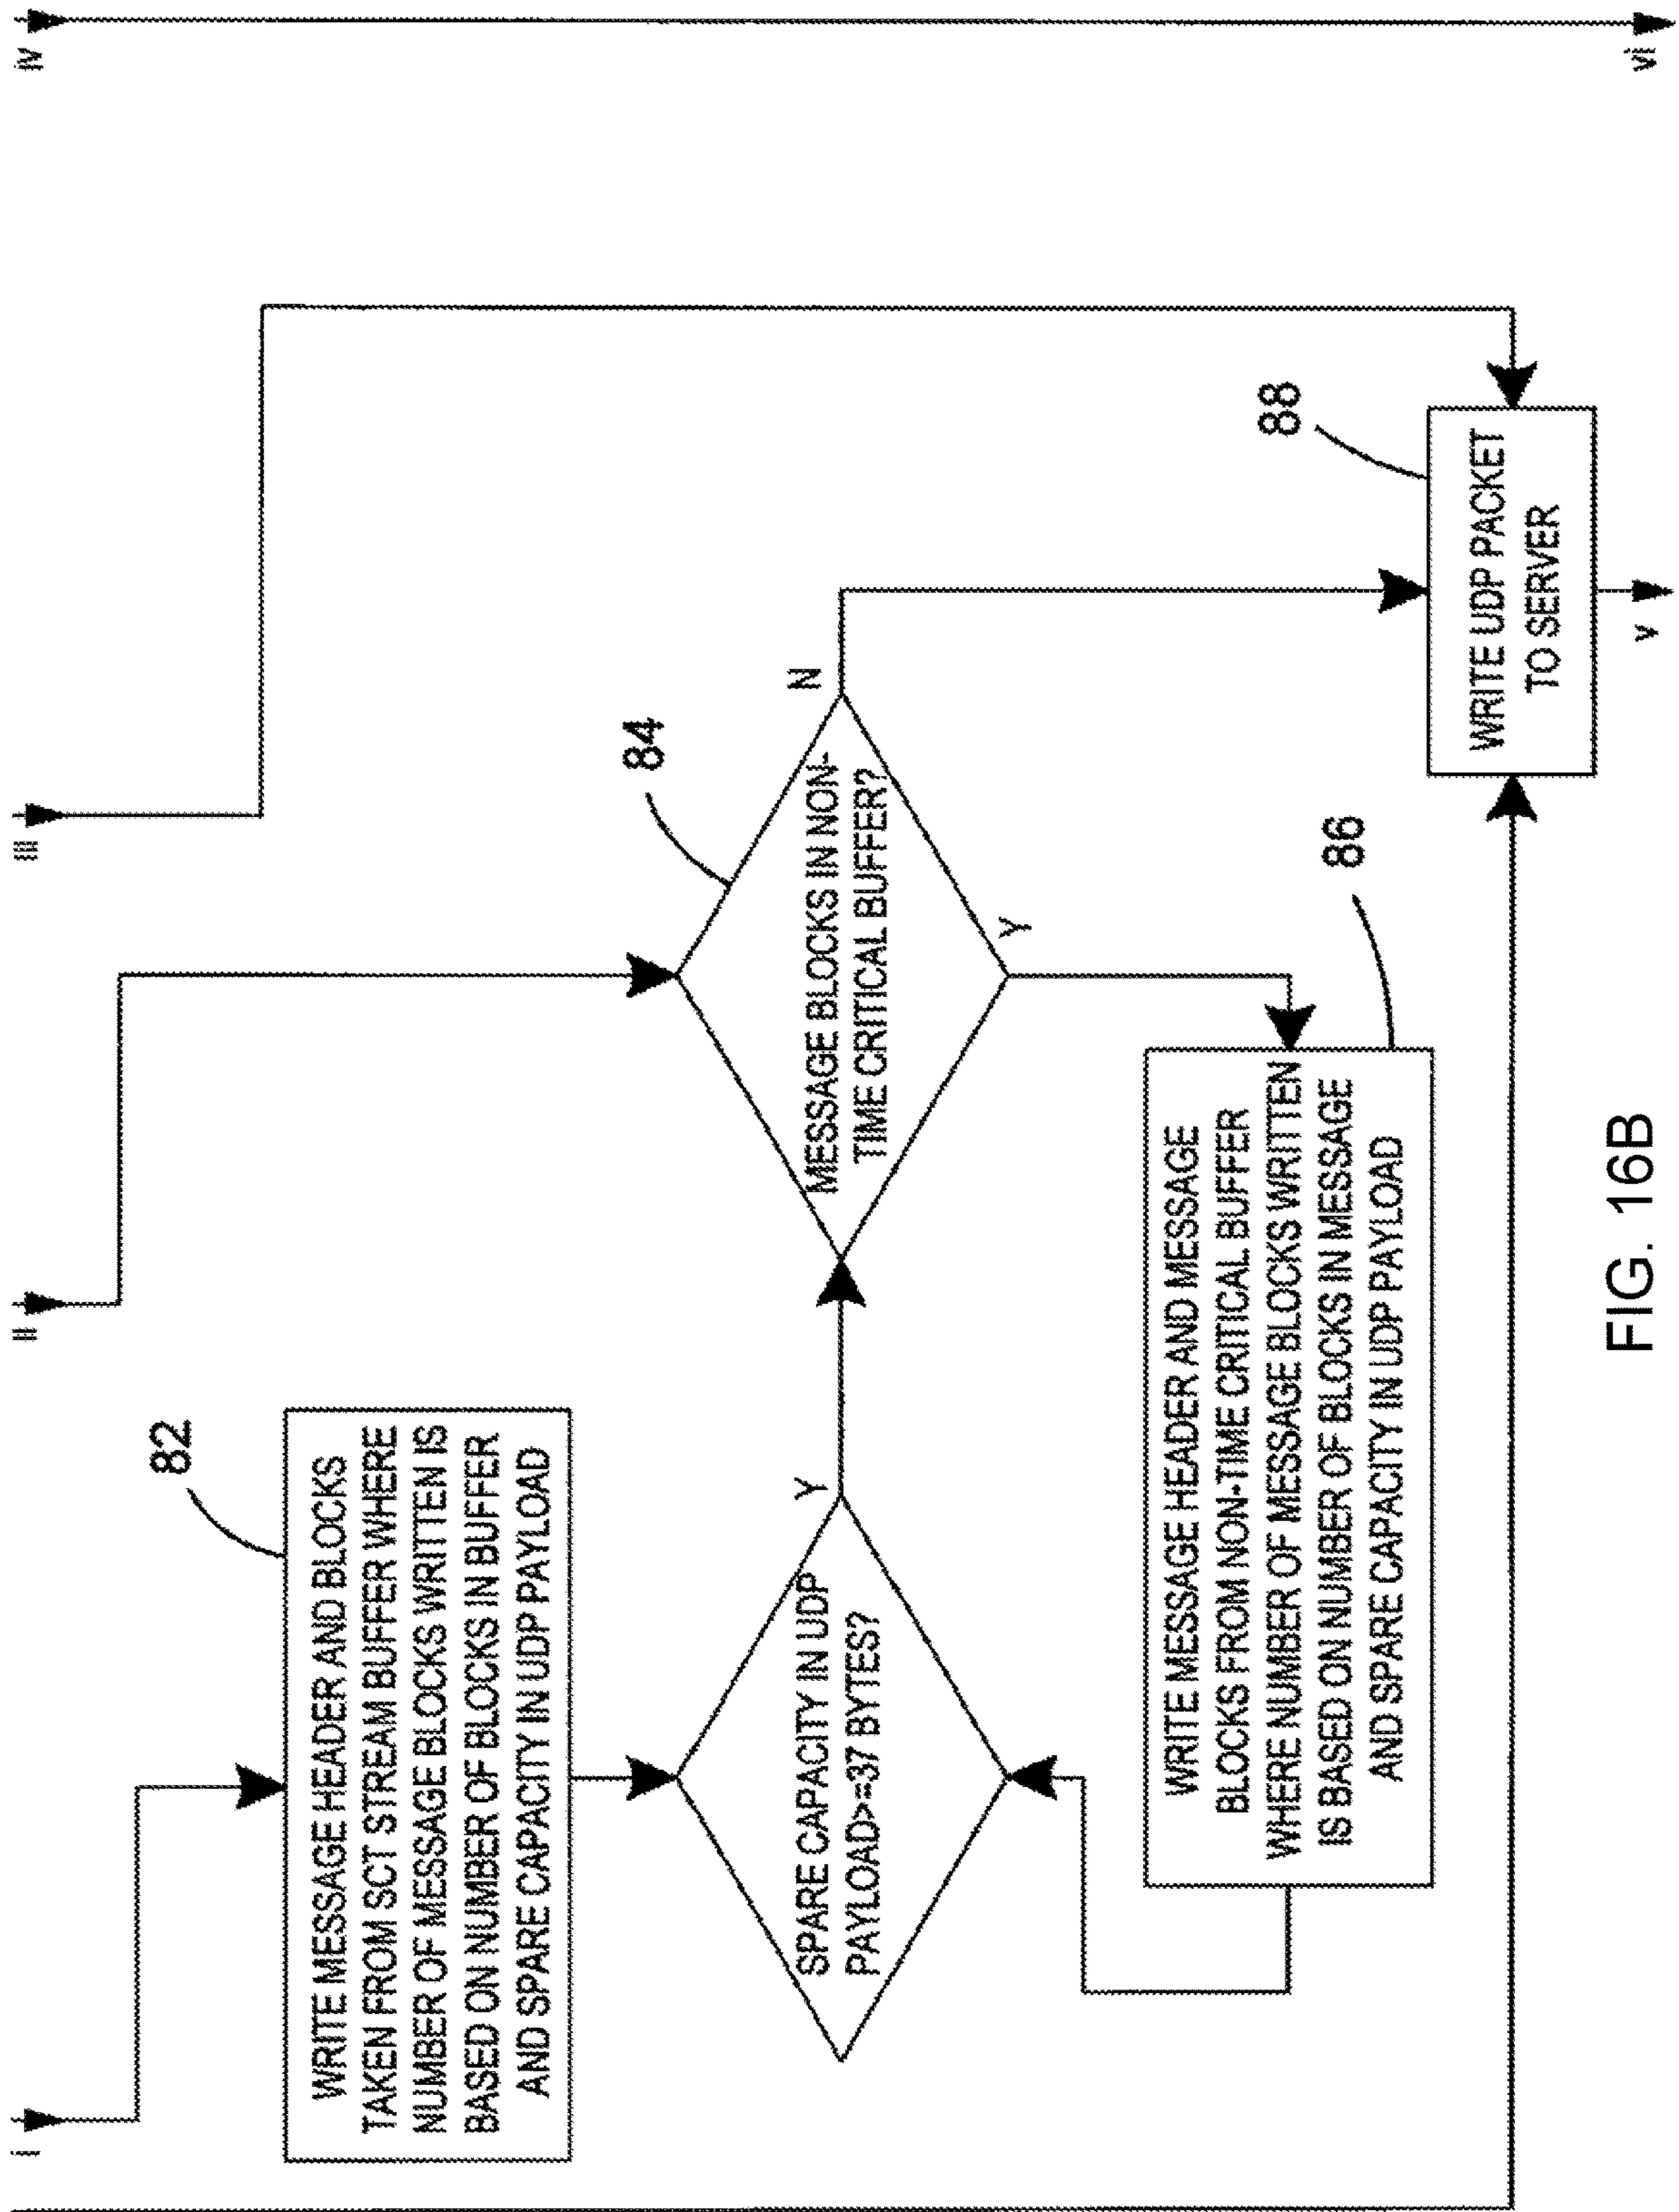 i
ii
iii
iv
82
WRITE MESSAGE HEADER AND BLOCKS
TAKEN FROM SCT STREAM BUFFER WHERE
NUMBER OF MESSAGE BLOCKS WRITTEN IS
BASED ON NUMBER OF BLOCKS IN BUFFER
AND SPARE CAPACITY IN UDP PAYLOAD
SPARE CAPACITY IN UDP
PAYLOAD>=37 BYTES?
Y
84
MESSAGE BLOCKS IN NON-
TIME CRITICAL BUFFER?
N
Y
86
WRITE MESSAGE HEADER AND MESSAGE
BLOCKS FROM NON-TIME CRITICAL BUFFER
WHERE NUMBER OF MESSAGE BLOCKS WRITTEN
IS BASED ON NUMBER OF BLOCKS IN MESSAGE
AND SPARE CAPACITY IN UDP PAYLOAD
88
WRITE UDP PACKET
TO SERVER
v
vi
FIG. 16B